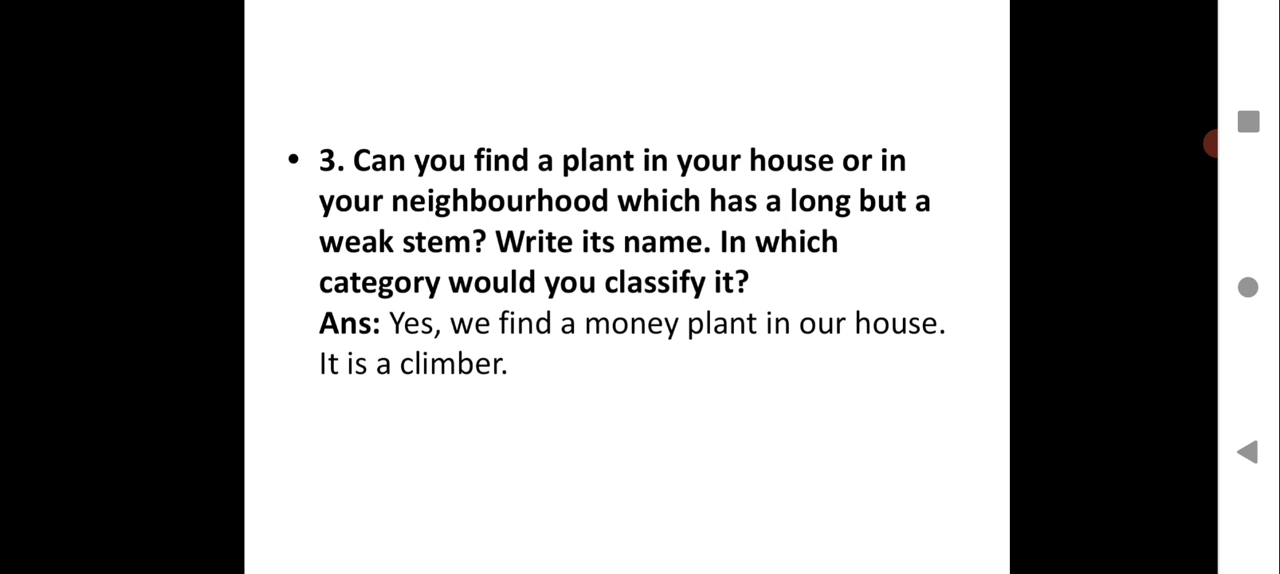 • 3. Can you find a plant in your house or in
your neighbourhood which has a long but a
weak stem? Write its name. In which
category would you classify it?
Ans: Yes, we find a money plant in our house.
It is a climber.